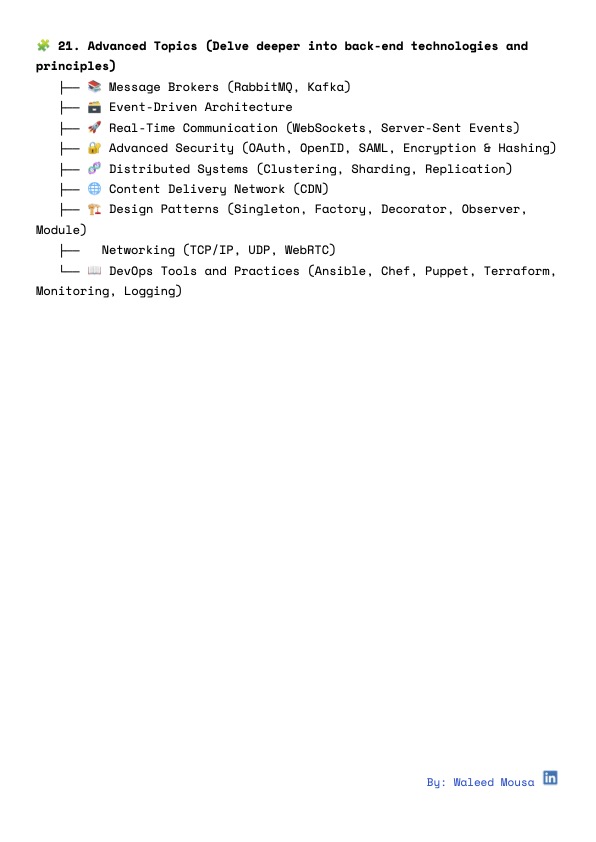 🧩 21. Advanced Topics (Delve deeper into back-end technologies and
principles)
├── 📚 Message Brokers (RabbitMQ, Kafka)
├── 🗃️ Event-Driven Architecture
├── 🚀 Real-Time Communication (WebSockets, Server-Sent Events)
├── 🔐 Advanced Security (OAuth, OpenID, SAML, Encryption & Hashing)
├── 🧬 Distributed Systems (Clustering, Sharding, Replication)
├── 🌐 Content Delivery Network (CDN)
├── 🏗️ Design Patterns (Singleton, Factory, Decorator, Observer,
Module)
├── Networking (TCP/IP, UDP, WebRTC)
└── 📖 DevOps Tools and Practices (Ansible, Chef, Puppet, Terraform,
Monitoring, Logging)
By: Waleed Mousa in